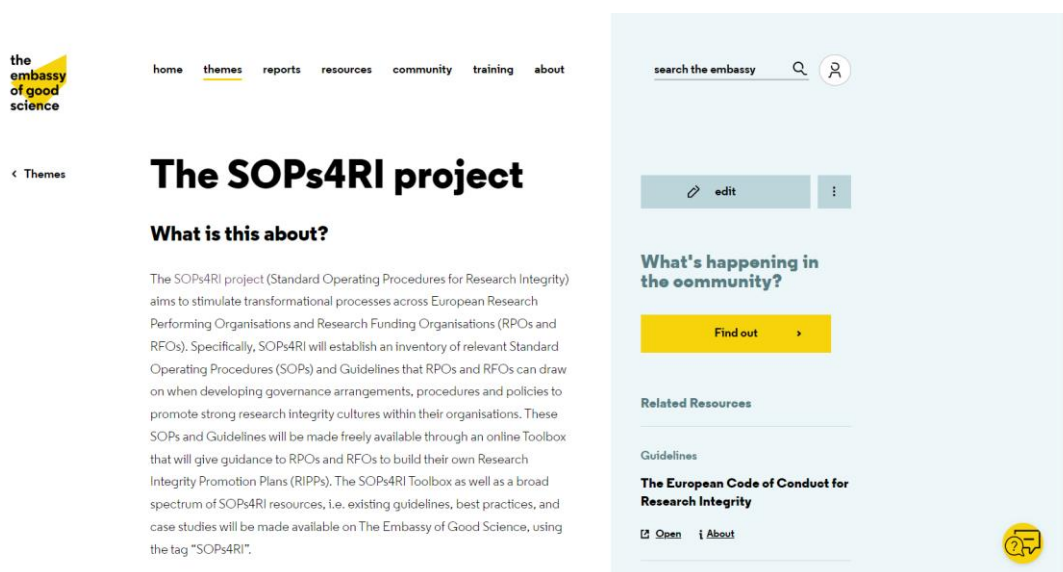 the
embassy
of good
science
home themes reports resources community training about
search the embassy
< Themes
The SOPs4RI project
What is this about?
The SOPs4RI project (Standard Operating Procedures for Research Integrity)
aims to stimulate transformational processes across European Research
Performing Organisations and Research Funding Organisations (RPOs and
RFOs). Specifically, SOPs4RI will establish an inventory of relevant Standard
Operating Procedures (SOPs) and Guidelines that RPOs and RFOs can draw
on when developing governance arrangements, procedures and policies to
promote strong research integrity cultures within their organisations. These
SOPs and Guidelines will be made freely available through an online Toolbox
that will give guidance to RPOs and RFOs to build their own Research
Integrity Promotion Plans (RIPPs). The SOPs4RI Toolbox as well as a broad
spectrum of SOPs4RI resources, i.e. existing guidelines, best practices, and
case studies will be made available on The Embassy of Good Science, using
the tag “SOPs4RI”.
edit
What's happening in
the community?
Find out >
Related Resources
Guidelines
The European Code of Conduct for
Research Integrity
Open i About
?